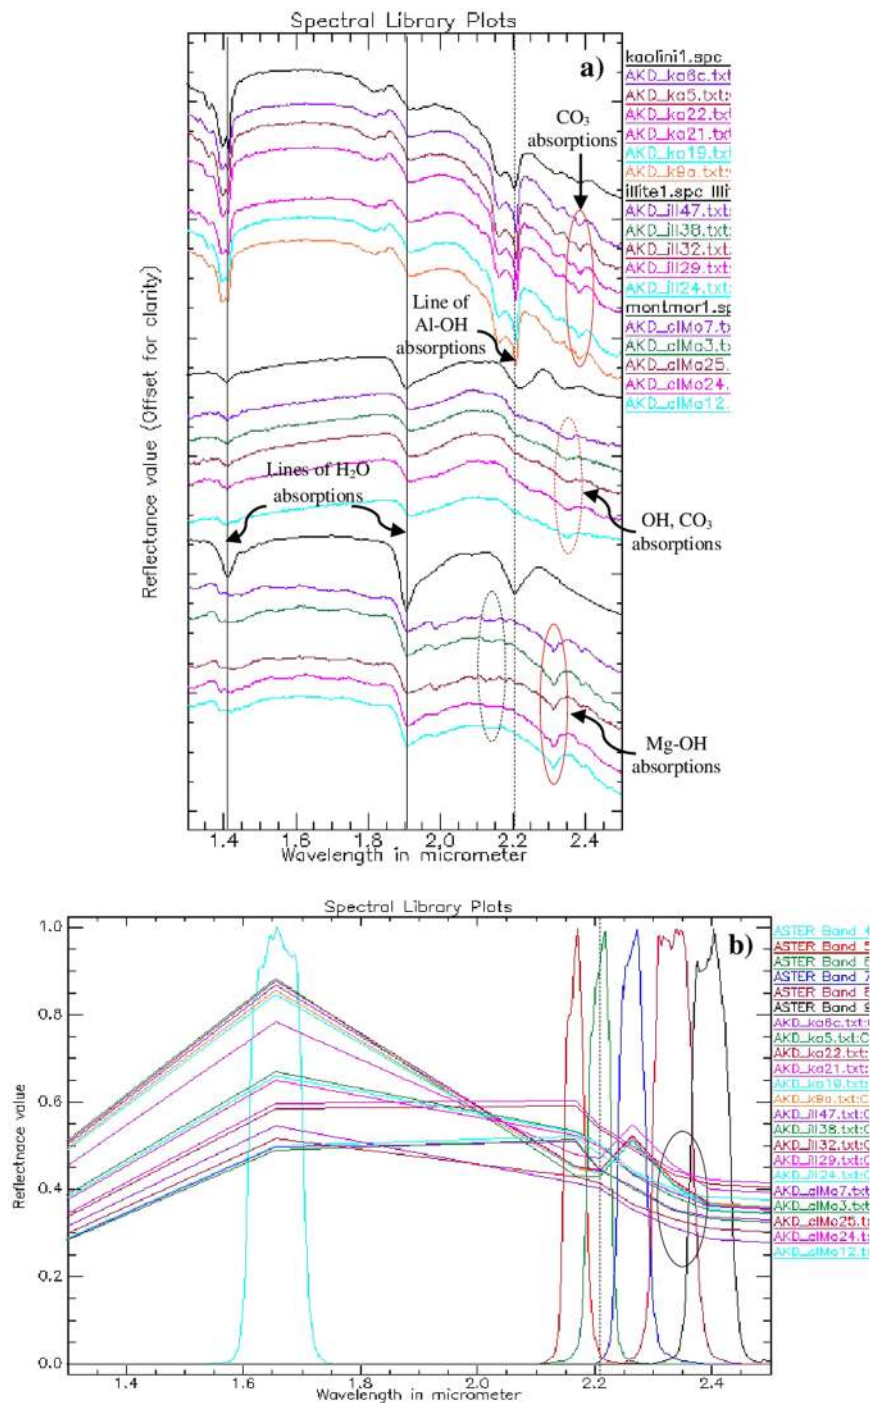 Spectral Library Plots
a)
kaolini1.spc
AKD_ka6c.txt
AKD_ka5.txt:
AKD_ka22.txt
AKD_ka21.txt
AKD_ka19.txt
AKD_k9a.txt:
illite1.spc Illi
AKD_ill47.txt:
AKD_ill38.txt:
AKD_ill32.txt:
AKD_ill29.txt:
AKD_ill24.txt:
montmor1.sp
AKD_clMo7.t
AKD_clMo3.t
AKD_clMo25.
AKD_clMo24.
AKD_clMo12.
CO₃
absorptions
Line of
Al-OH
absorptions
Lines of H₂O
absorptions
OH, CO₃
absorptions
Mg-OH
absorptions
Reflectance value (Offset for clarity)
1.4 1.6 1.8 2.0 2.2 2.4
Wavelength in micrometer
Spectral Library Plots
b)
1.0
0.8
0.6
0.4
0.2
0.0
Reflectnace value
1.4 1.6 1.8 2.0 2.2 2.4
Wavelength in micrometer
ASTER Band 4
ASTER Band 5
ASTER Band 6
ASTER Band 7
ASTER Band 8
ASTER Band 9
AKD_ka6c.txt:
AKD_ka5.txt:C
AKD_ka22.txt:
AKD_ka21.txt:
AKD_ka19.txt:
AKD_k9a.txt:C
AKD_ill47.txt:C
AKD_ill38.txt:C
AKD_ill32.txt:C
AKD_ill29.txt:C
AKD_ill24.txt:C
AKD_clMo7.txt
AKD_clMo3.txt
AKD_clMo25.t
AKD_clMo24.t
AKD_clMo12.t